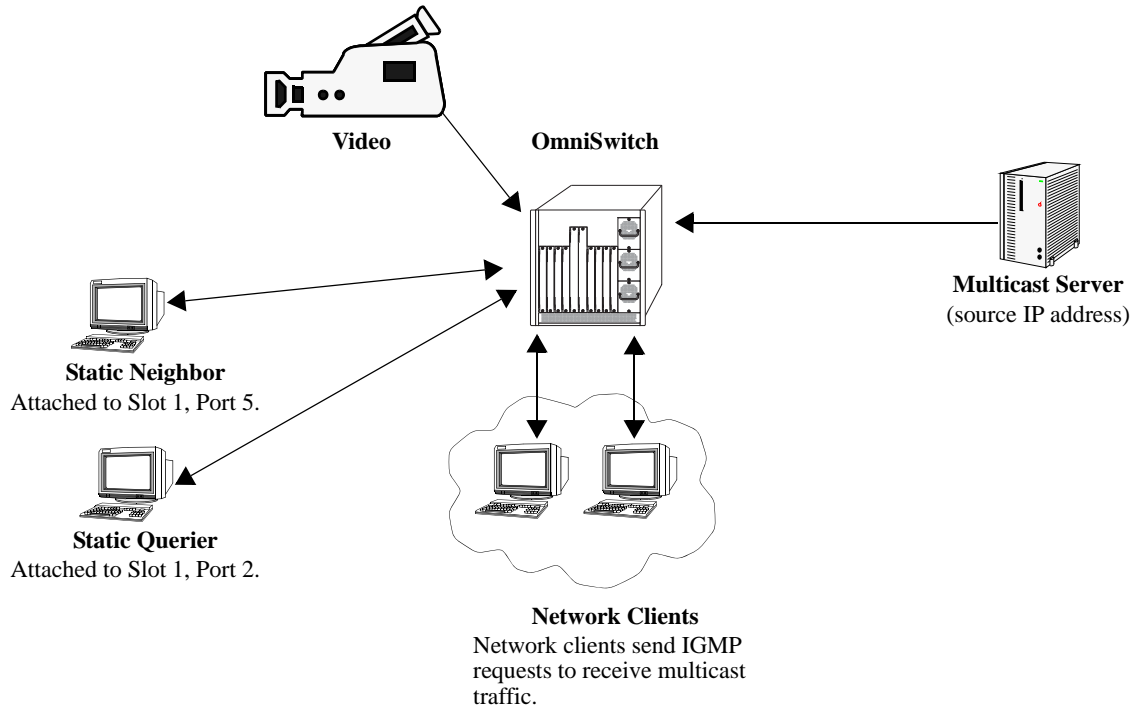 Video
OmniSwitch
Multicast Server
(source IP address)
Static Neighbor
Attached to Slot 1, Port 5.
Static Querier
Attached to Slot 1, Port 2.
Network Clients
Network clients send IGMP
requests to receive multicast
traffic.